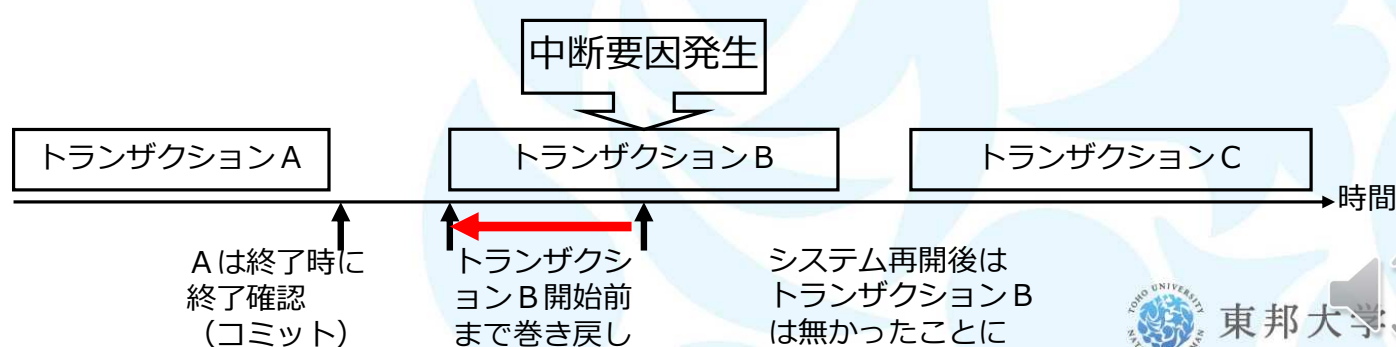 中断要因発生
トランザクションA
トランザクションB
トランザクションC
時間
Aは終了時に
終了確認
(コミット)
トランザクシ
ョンB開始前
まで巻き戻し
システム再開後は
トランザクションB
は無かったことに
東邦大学